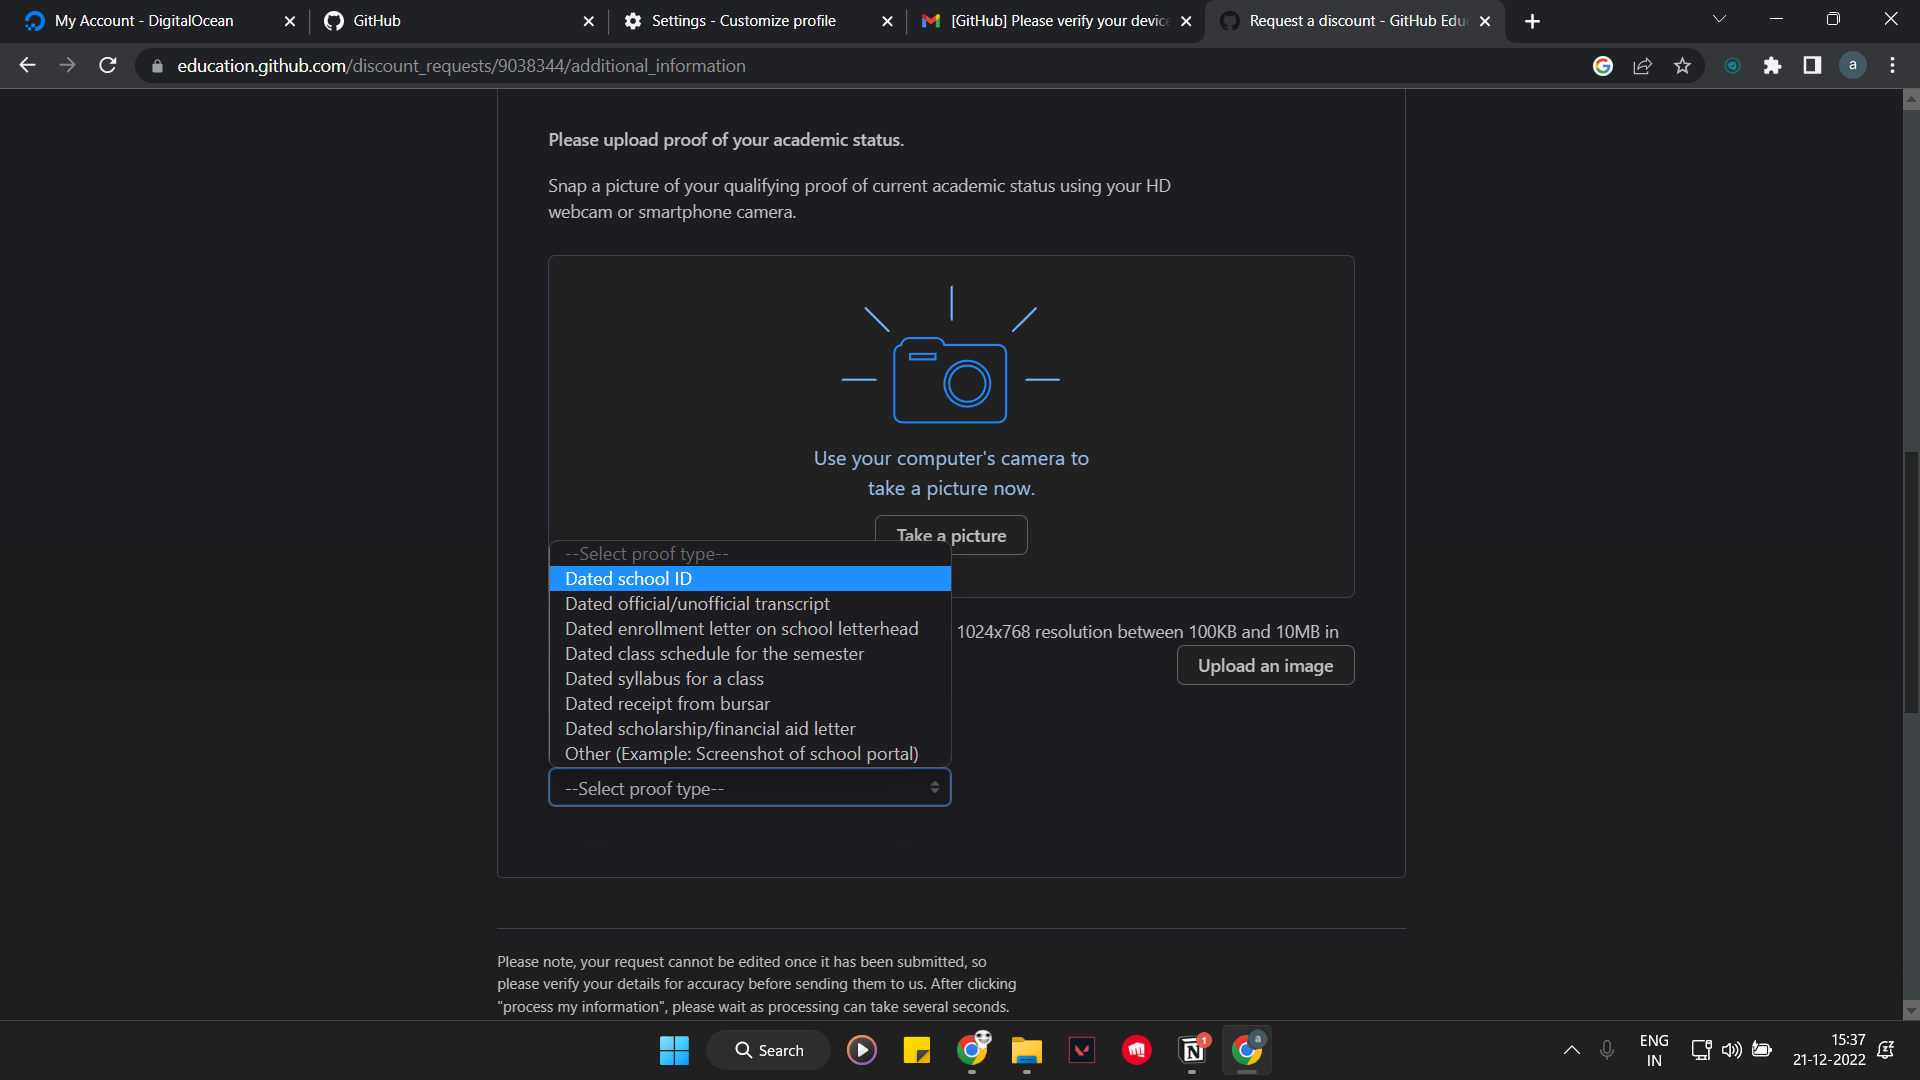 My Account - DigitalOcean
GitHub
Settings - Customize profile
[GitHub] Please verify your device
Request a discount - GitHub Edu
education.github.com/discount_requests/9038344/additional_information
a
Please upload proof of your academic status.
Snap a picture of your qualifying proof of current academic status using your HD
webcam or smartphone camera.
Use your computer's camera to
take a picture now.
Take a picture
--Select proof type--
Dated school ID
Dated official/unofficial transcript
Dated enrollment letter on school letterhead
1024x768 resolution between 100KB and 10MB in
Dated class schedule for the semester
Upload an image
Dated syllabus for a class
Dated receipt from bursar
Dated scholarship/financial aid letter
Other (Example: Screenshot of school portal)
--Select proof type--
Please note, your request cannot be edited once it has been submitted, so
please verify your details for accuracy before sending them to us. After clicking
"process my information", please wait as processing can take several seconds.
Search
1
a
ENG
IN
15:37
21-12-2022